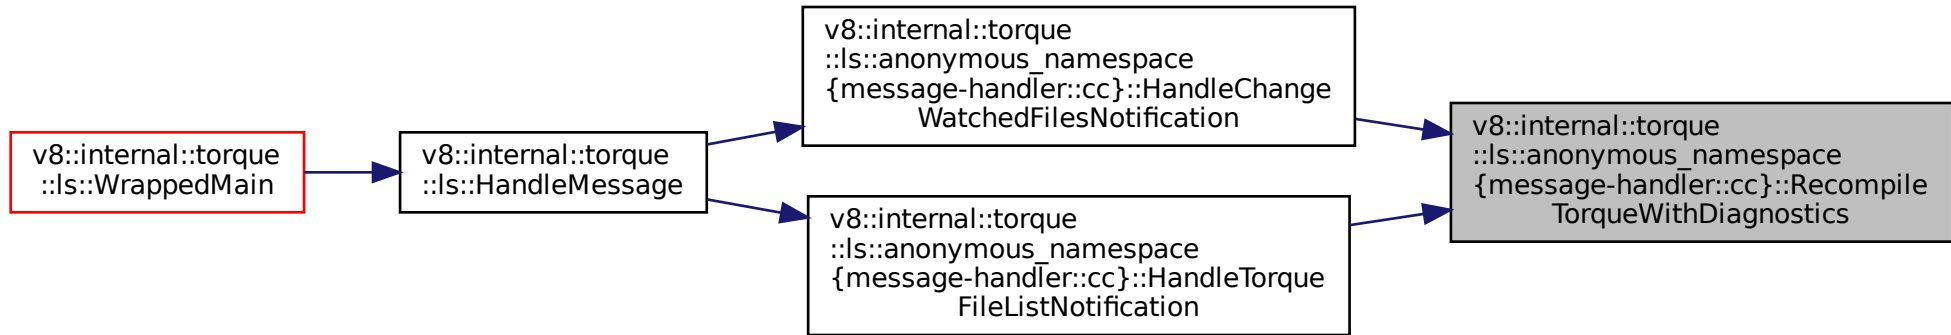 v8::internal::torque
::ls::WrappedMain
v8::internal::torque
::ls::HandleMessage
v8::internal::torque
::ls::anonymous_namespace
{message-handler::cc}::HandleChange
WatchedFilesNotification
v8::internal::torque
::ls::anonymous_namespace
{message-handler::cc}::HandleTorque
FileListNotification
v8::internal::torque
::ls::anonymous_namespace
{message-handler::cc}::Recompile
TorqueWithDiagnostics